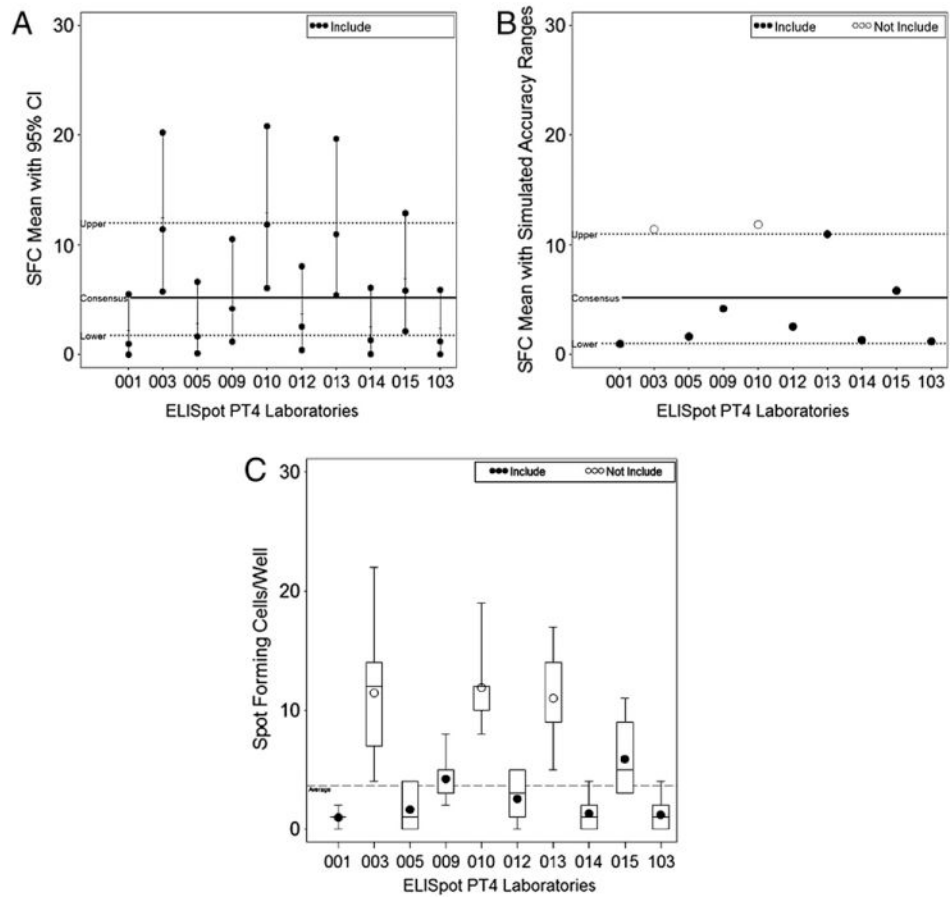 A
Include
30
20
10
0
SFC Mean with 95% CI
Upper
Consensus
Lower
001 003 005 009 010 012 013 014 015 103
ELISpot PT4 Laboratories
B
Include Not Include
30
20
10
0
SFC Mean with Simulated Accuracy Ranges
Upper
Consensus
Lower
001 003 005 009 010 012 013 014 015 103
ELISpot PT4 Laboratories
C
Include Not Include
30
20
10
0
Spot Forming Cells/Well
Average
001 003 005 009 010 012 013 014 015 103
ELISpot PT4 Laboratories